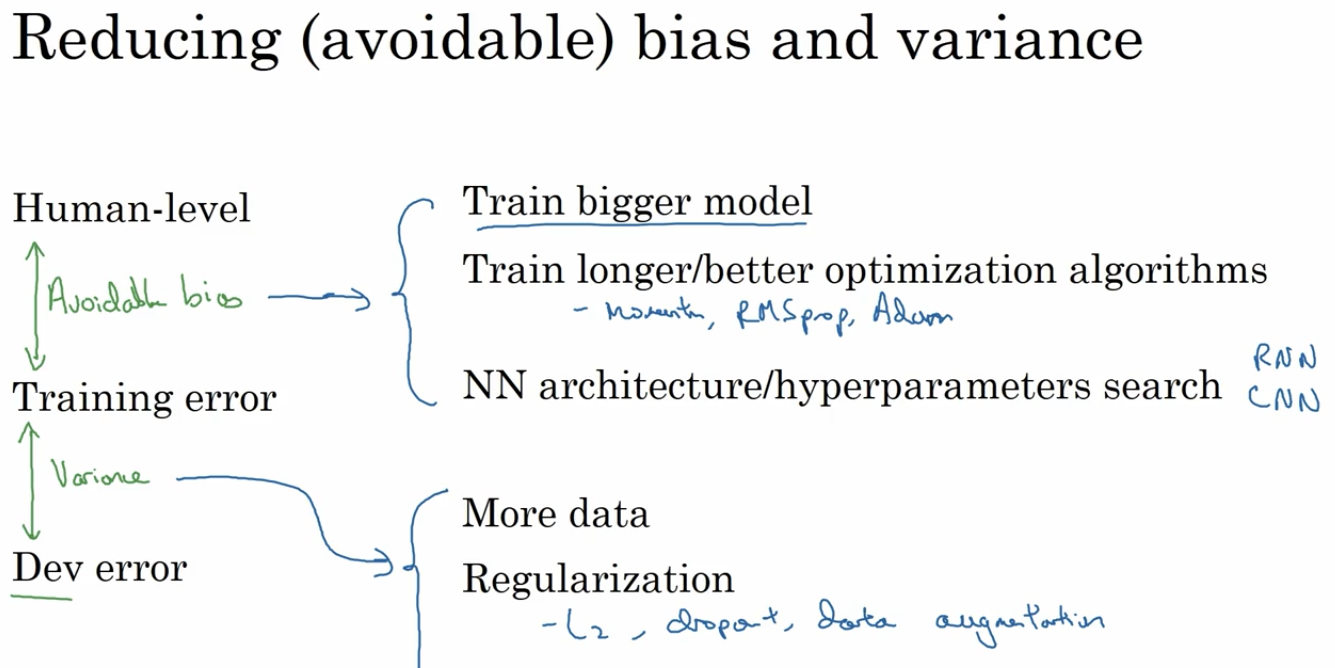 Reducing (avoidable) bias and variance
Human-level
Avoidable bias
Training error
Variance
Dev error
Train bigger model
Train longer/better optimization algorithms
- momentum, RMSprop, Adam
NN architecture/hyperparameters search
RNN
CNN
More data
Regularization
- L2, dropout, data augmentation